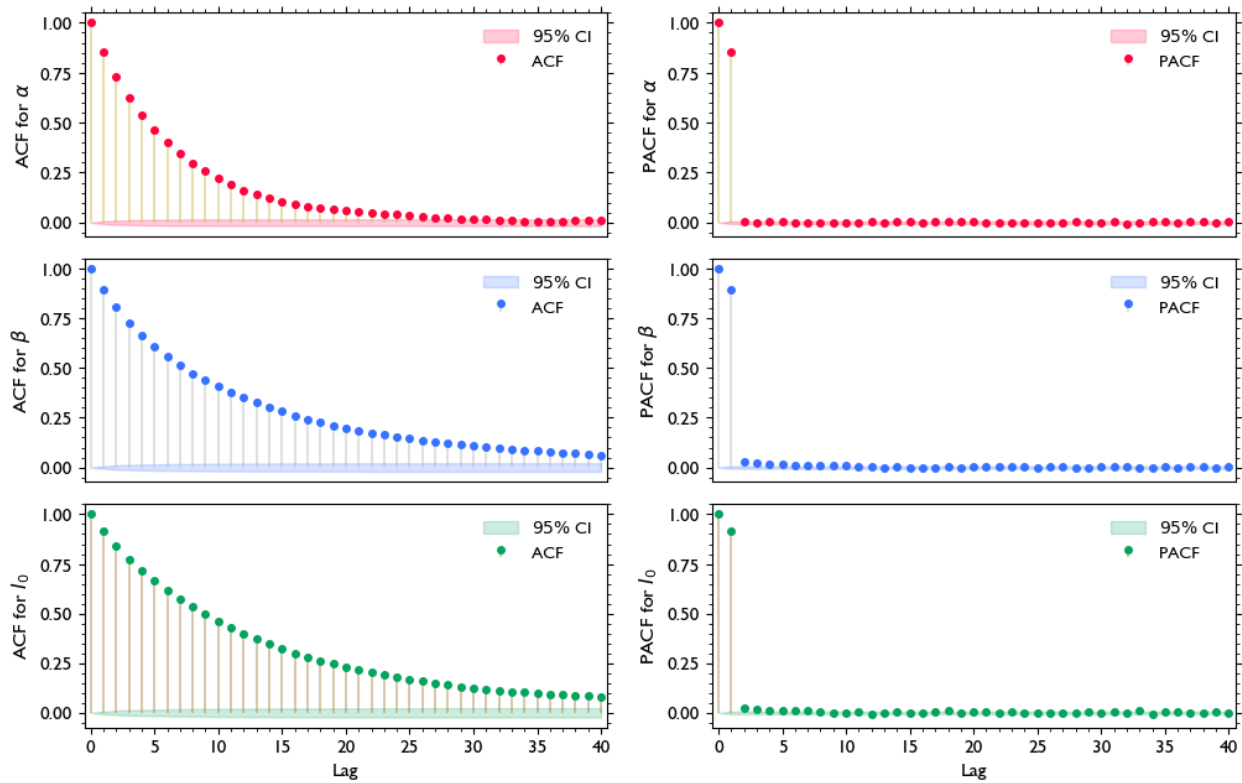 ACF for α
1.00
0.75
0.50
0.25
0.00
95% CI
ACF
PACF for α
1.00
0.75
0.50
0.25
0.00
95% CI
PACF
ACF for β
1.00
0.75
0.50
0.25
0.00
95% CI
ACF
PACF for β
1.00
0.75
0.50
0.25
0.00
95% CI
PACF
ACF for I₀
1.00
0.75
0.50
0.25
0.00
95% CI
ACF
0 5 10 15 20 25 30 35 40
Lag
PACF for I₀
1.00
0.75
0.50
0.25
0.00
95% CI
PACF
0 5 10 15 20 25 30 35 40
Lag